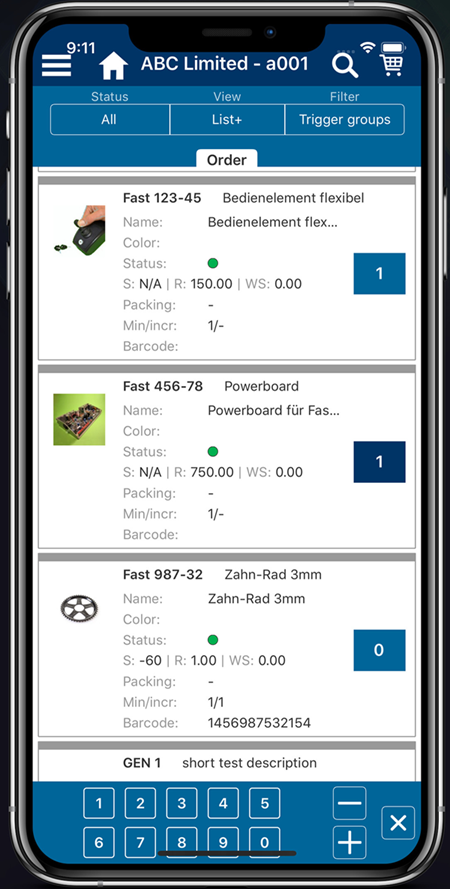 9:11
ABC Limited - a001
Status View Filter
All List+ Trigger groups
Order
Fast 123-45 Bedienelement flexibel
Name: Bedienelement flex...
Color:
Status:
S: N/A | R: 150.00 | WS: 0.00
1
Packing: -
Min/incr: 1/-
Barcode:
Fast 456-78 Powerboard
Name: Powerboard für Fas...
Color:
Status:
S: N/A | R: 750.00 | WS: 0.00
1
Packing: -
Min/incr: 1/-
Barcode:
Fast 987-32 Zahn-Rad 3mm
Name: Zahn-Rad 3mm
Color:
Status:
S: -60 | R: 1.00 | WS: 0.00
0
Packing: -
Min/incr: 1/1
Barcode: 1456987532154
GEN 1 short test description
1 2 3 4 5
6 7 8 9 0